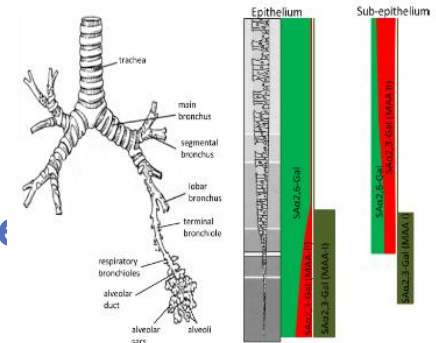 Epithelium
Sub-epithelium
trachea
main
bronchus
segmental
bronchus
lobar
bronchus
terminal
bronchiole
respiratory
bronchioles
alveolar
duct
alveolar
sacs
alveoli
SAα2,6-Gal
SAα2,3-Gal (MAA-II)
SAα2,3-Gal (MAA-I)
SAα2,6-Gal
SAα2,3-Gal (MAA-II)
SAα2,3-Gal (MAA I)
e